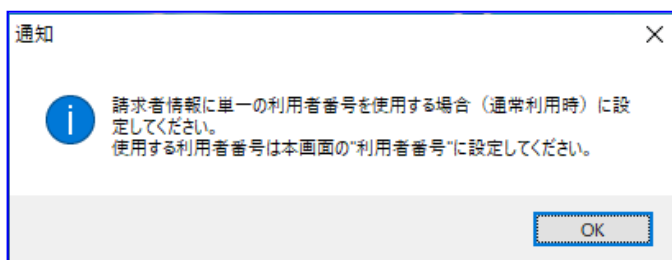 通知
請求者情報に単一の利用者番号を使用する場合（通常利用時）に設
定してください。
使用する利用者番号は本画面の"利用者番号"に設定してください。
OK